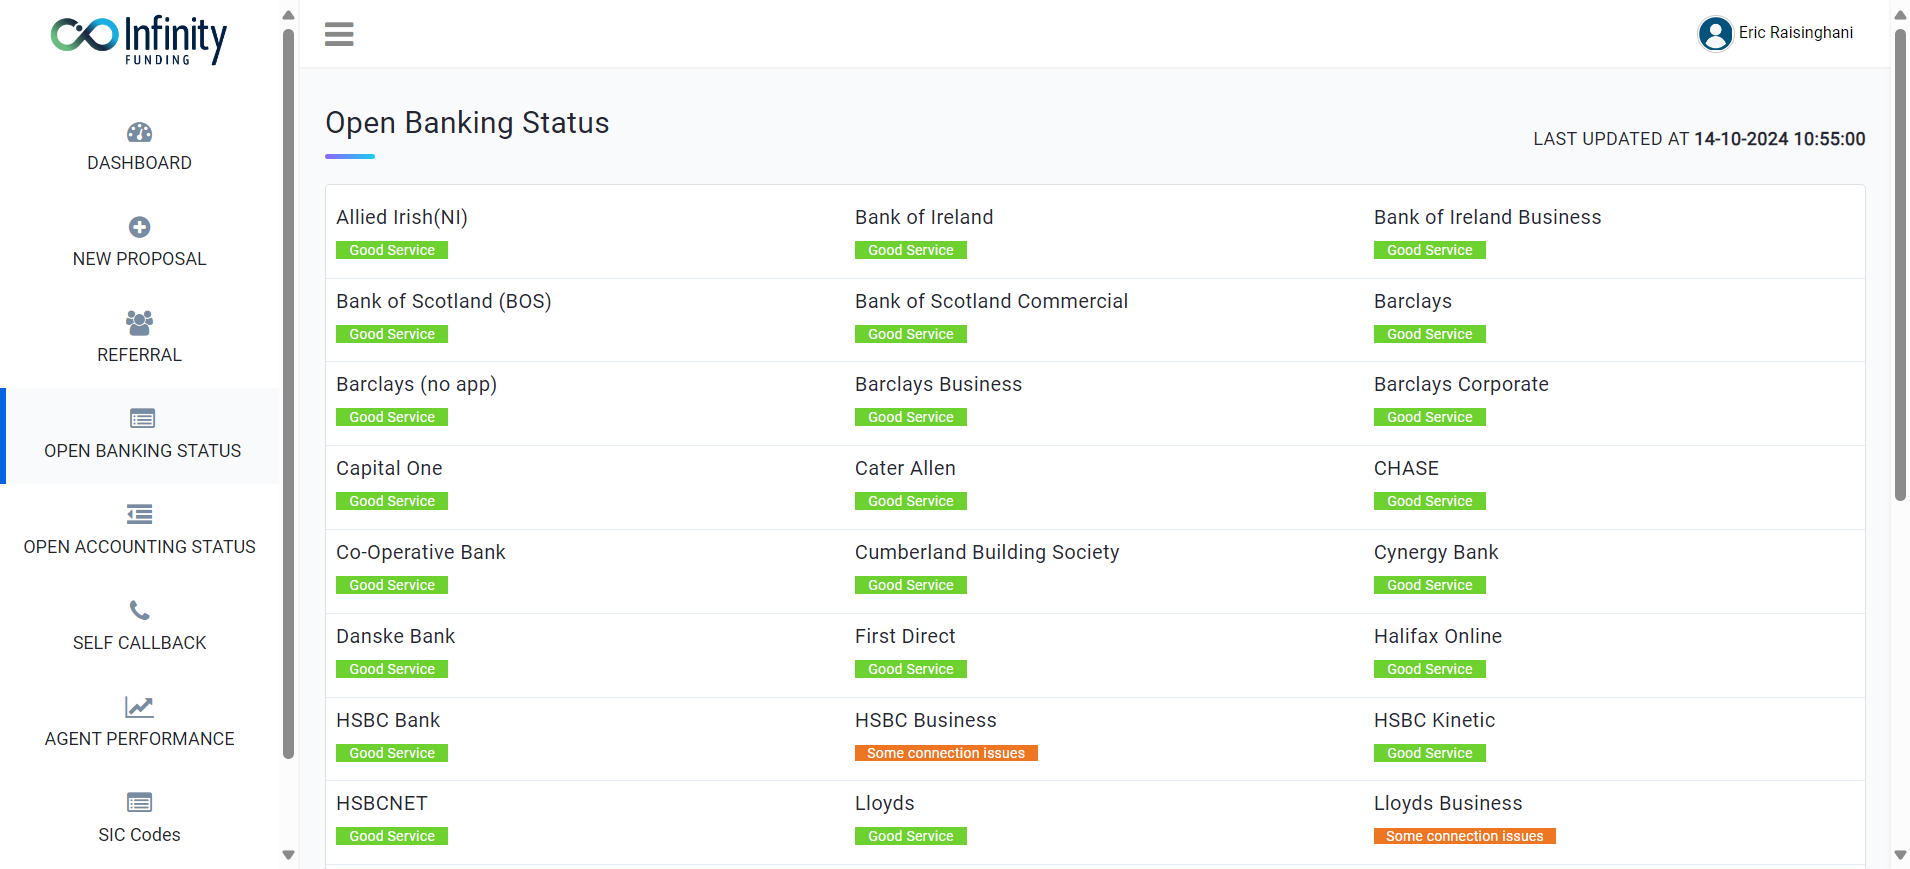 Infinity
FUNDING
Eric Raisinghani
DASHBOARD
NEW PROPOSAL
REFERRAL
OPEN BANKING STATUS
OPEN ACCOUNTING STATUS
SELF CALLBACK
AGENT PERFORMANCE
SIC Codes
Open Banking Status
LAST UPDATED AT 14-10-2024 10:55:00
Allied Irish(NI)
Good Service
Bank of Ireland
Good Service
Bank of Ireland Business
Good Service
Bank of Scotland (BOS)
Good Service
Bank of Scotland Commercial
Good Service
Barclays
Good Service
Barclays (no app)
Good Service
Barclays Business
Good Service
Barclays Corporate
Good Service
Capital One
Good Service
Cater Allen
Good Service
CHASE
Good Service
Co-Operative Bank
Good Service
Cumberland Building Society
Good Service
Cynergy Bank
Good Service
Danske Bank
Good Service
First Direct
Good Service
Halifax Online
Good Service
HSBC Bank
Good Service
HSBC Business
Some connection issues
HSBC Kinetic
Good Service
HSBCNET
Good Service
Lloyds
Good Service
Lloyds Business
Some connection issues